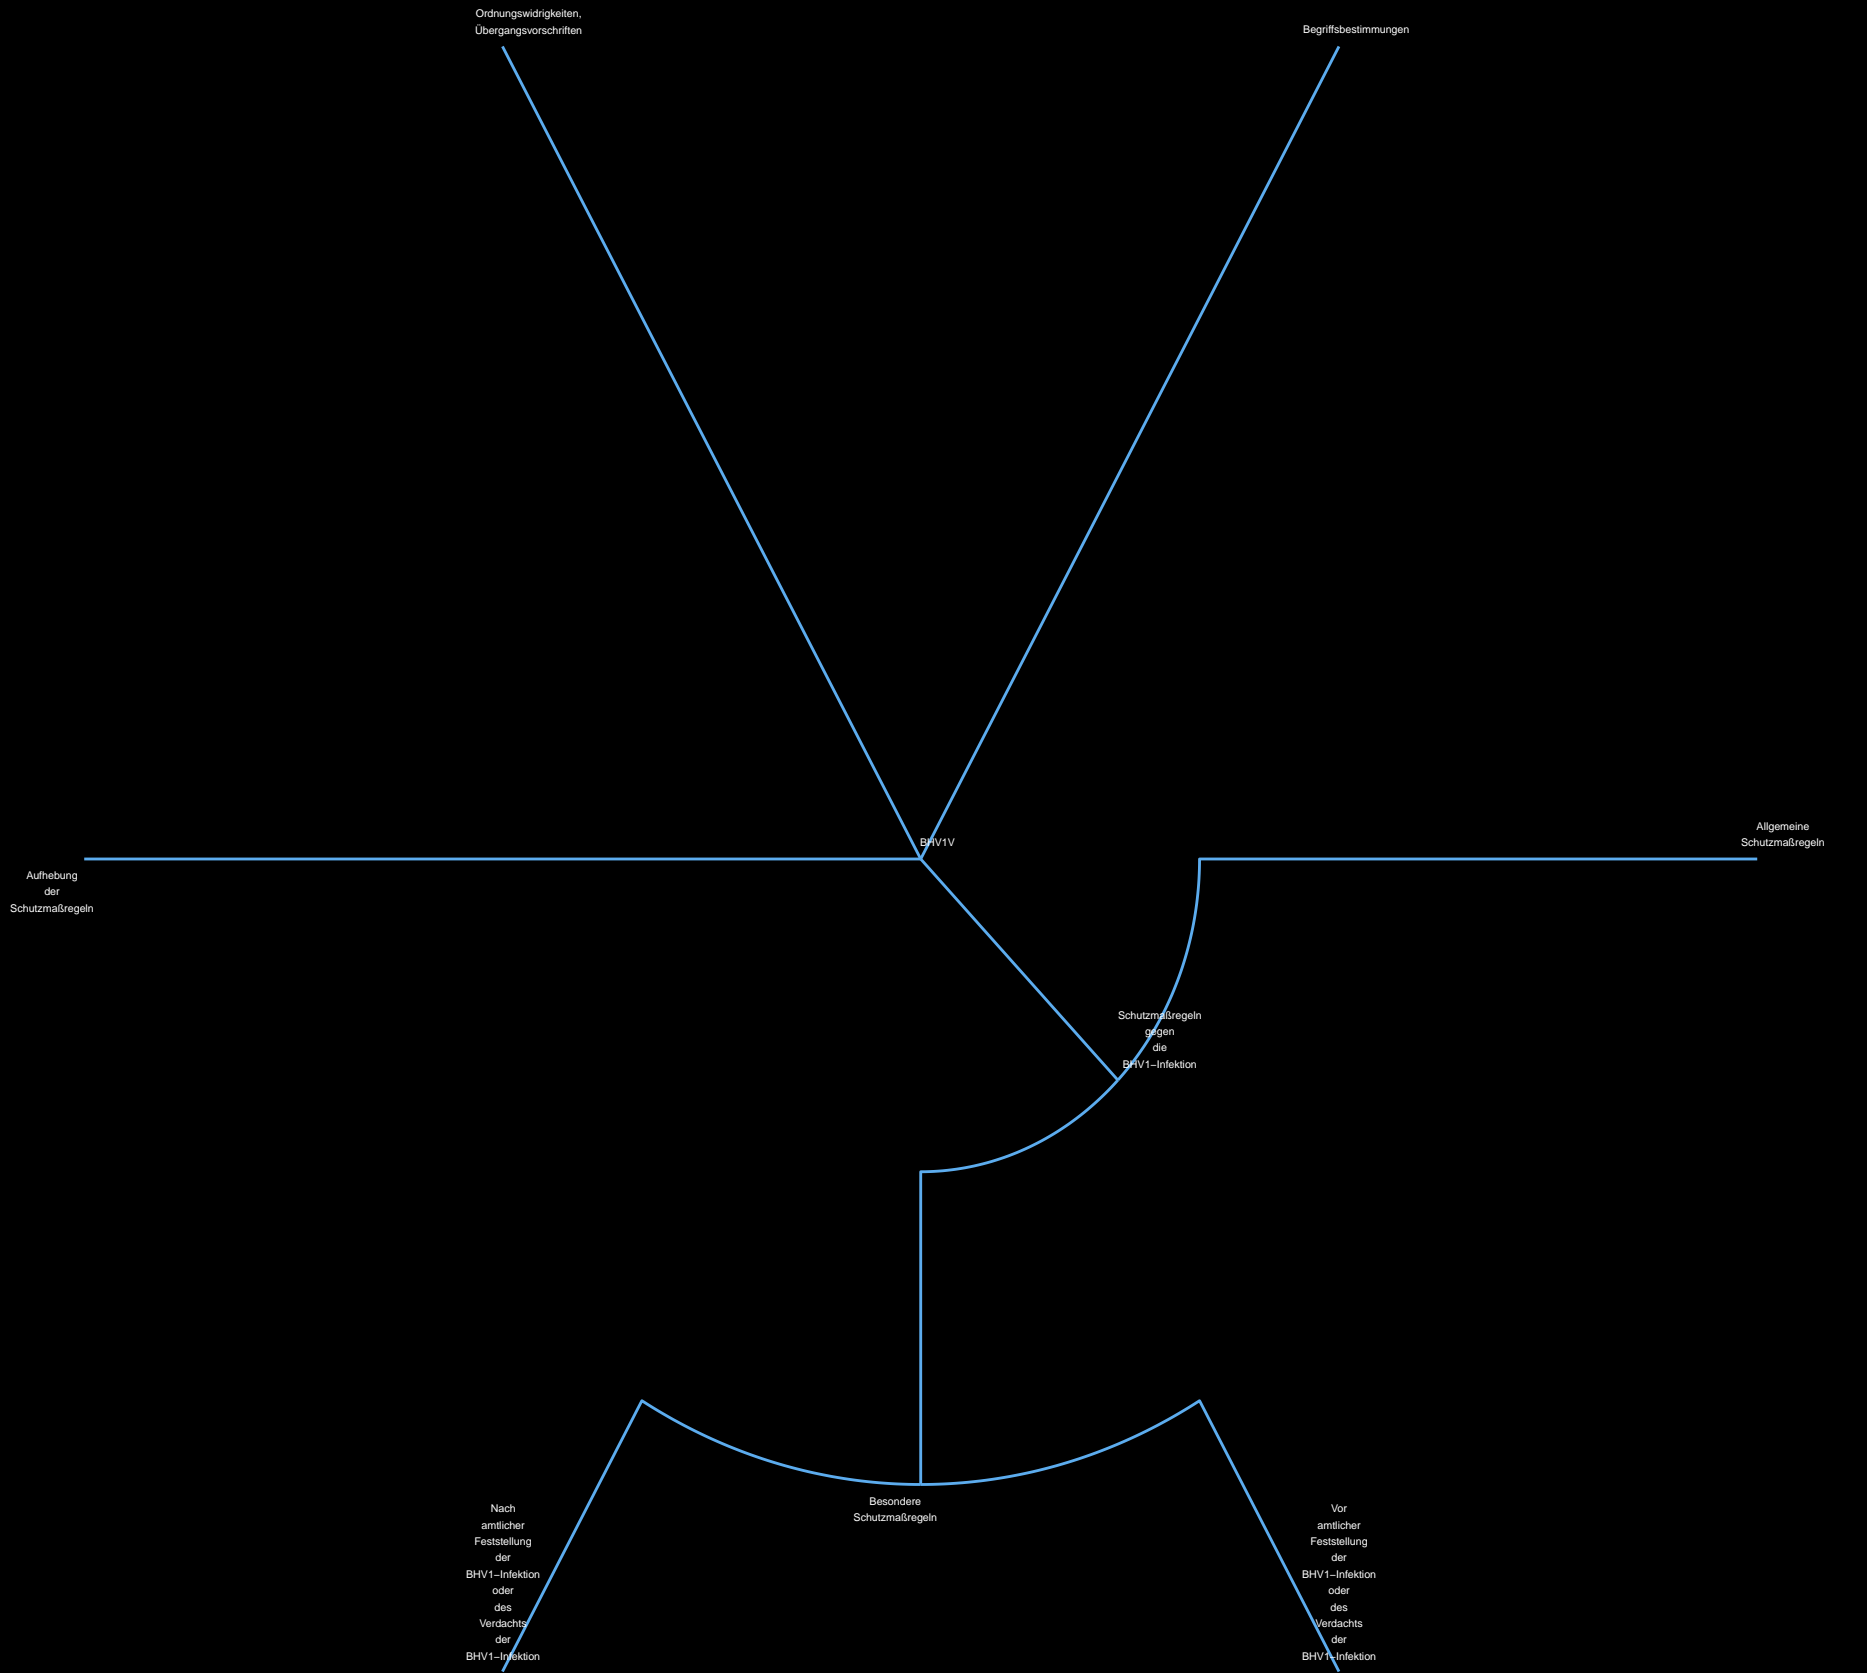 Ordnungswidrigkeiten,
Übergangsvorschriften
Begriffsbestimmungen
BHV1V
Allgemeine
Schutzmaßregeln
Aufhebung
der
Schutzmaßregeln
Schutzmaßregeln
gegen
die
BHV1–Infektion
Besondere
Schutzmaßregeln
Nach
amtlicher
Feststellung
der
BHV1–Infektion
oder
des
Verdachts
der
BHV1–Infektion
Vor
amtlicher
Feststellung
der
BHV1–Infektion
oder
des
Verdachts
der
BHV1–Infektion